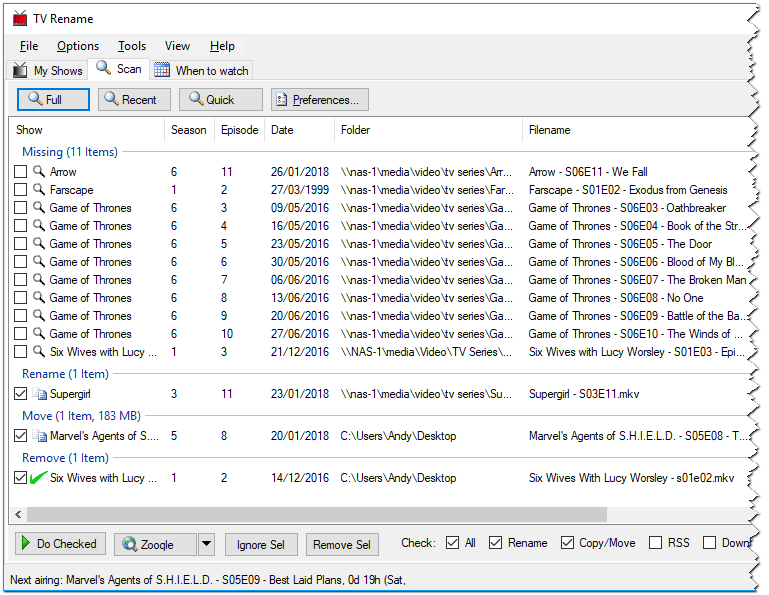 TV Rename
File Options Tools View Help
My Shows Scan When to watch
Full Recent Quick Preferences...
Show Season Episode Date Folder Filename
Missing (11 Items)
Arrow 6 11 26/01/2018 \\nas-1\media\video\tv series\Arr... Arrow - S06E11 - We Fall
Farscape 1 2 27/03/1999 \\nas-1\media\video\tv series\Far... Farscape - S01E02 - Exodus from Genesis
Game of Thrones 6 3 09/05/2016 \\nas-1\media\video\tv series\Ga... Game of Thrones - S06E03 - Oathbreaker
Game of Thrones 6 4 16/05/2016 \\nas-1\media\video\tv series\Ga... Game of Thrones - S06E04 - Book of the Str...
Game of Thrones 6 5 23/05/2016 \\nas-1\media\video\tv series\Ga... Game of Thrones - S06E05 - The Door
Game of Thrones 6 6 30/05/2016 \\nas-1\media\video\tv series\Ga... Game of Thrones - S06E06 - Blood of My Bl...
Game of Thrones 6 7 06/06/2016 \\nas-1\media\video\tv series\Ga... Game of Thrones - S06E07 - The Broken Man
Game of Thrones 6 8 13/06/2016 \\nas-1\media\video\tv series\Ga... Game of Thrones - S06E08 - No One
Game of Thrones 6 9 20/06/2016 \\nas-1\media\video\tv series\Ga... Game of Thrones - S06E09 - Battle of the Ba...
Game of Thrones 6 10 27/06/2016 \\nas-1\media\video\tv series\Ga... Game of Thrones - S06E10 - The Winds of ...
Six Wives with Lucy ... 1 3 21/12/2016 \\NAS-1\media\Video\TV Series\... Six Wives with Lucy Worsley - S01E03 - Epi...
Rename (1 Item)
Supergirl 3 11 23/01/2018 \\nas-1\media\video\tv series\Su... Supergirl - S03E11.mkv
Move (1 Item, 183 MB)
Marvel's Agents of S.... 5 8 20/01/2018 C:\Users\Andy\Desktop Marvel's Agents of S.H.I.E.L.D. - S05E08 - T...
Remove (1 Item)
Six Wives with Lucy ... 1 2 14/12/2016 C:\Users\Andy\Desktop Six Wives With Lucy Worsley - s01e02.mkv
Do Checked Zooqle Ignore Sel Remove Sel Check: All Rename Copy/Move RSS Down
Next airing: Marvel's Agents of S.H.I.E.L.D. - S05E09 - Best Laid Plans, 0d 19h (Sat,